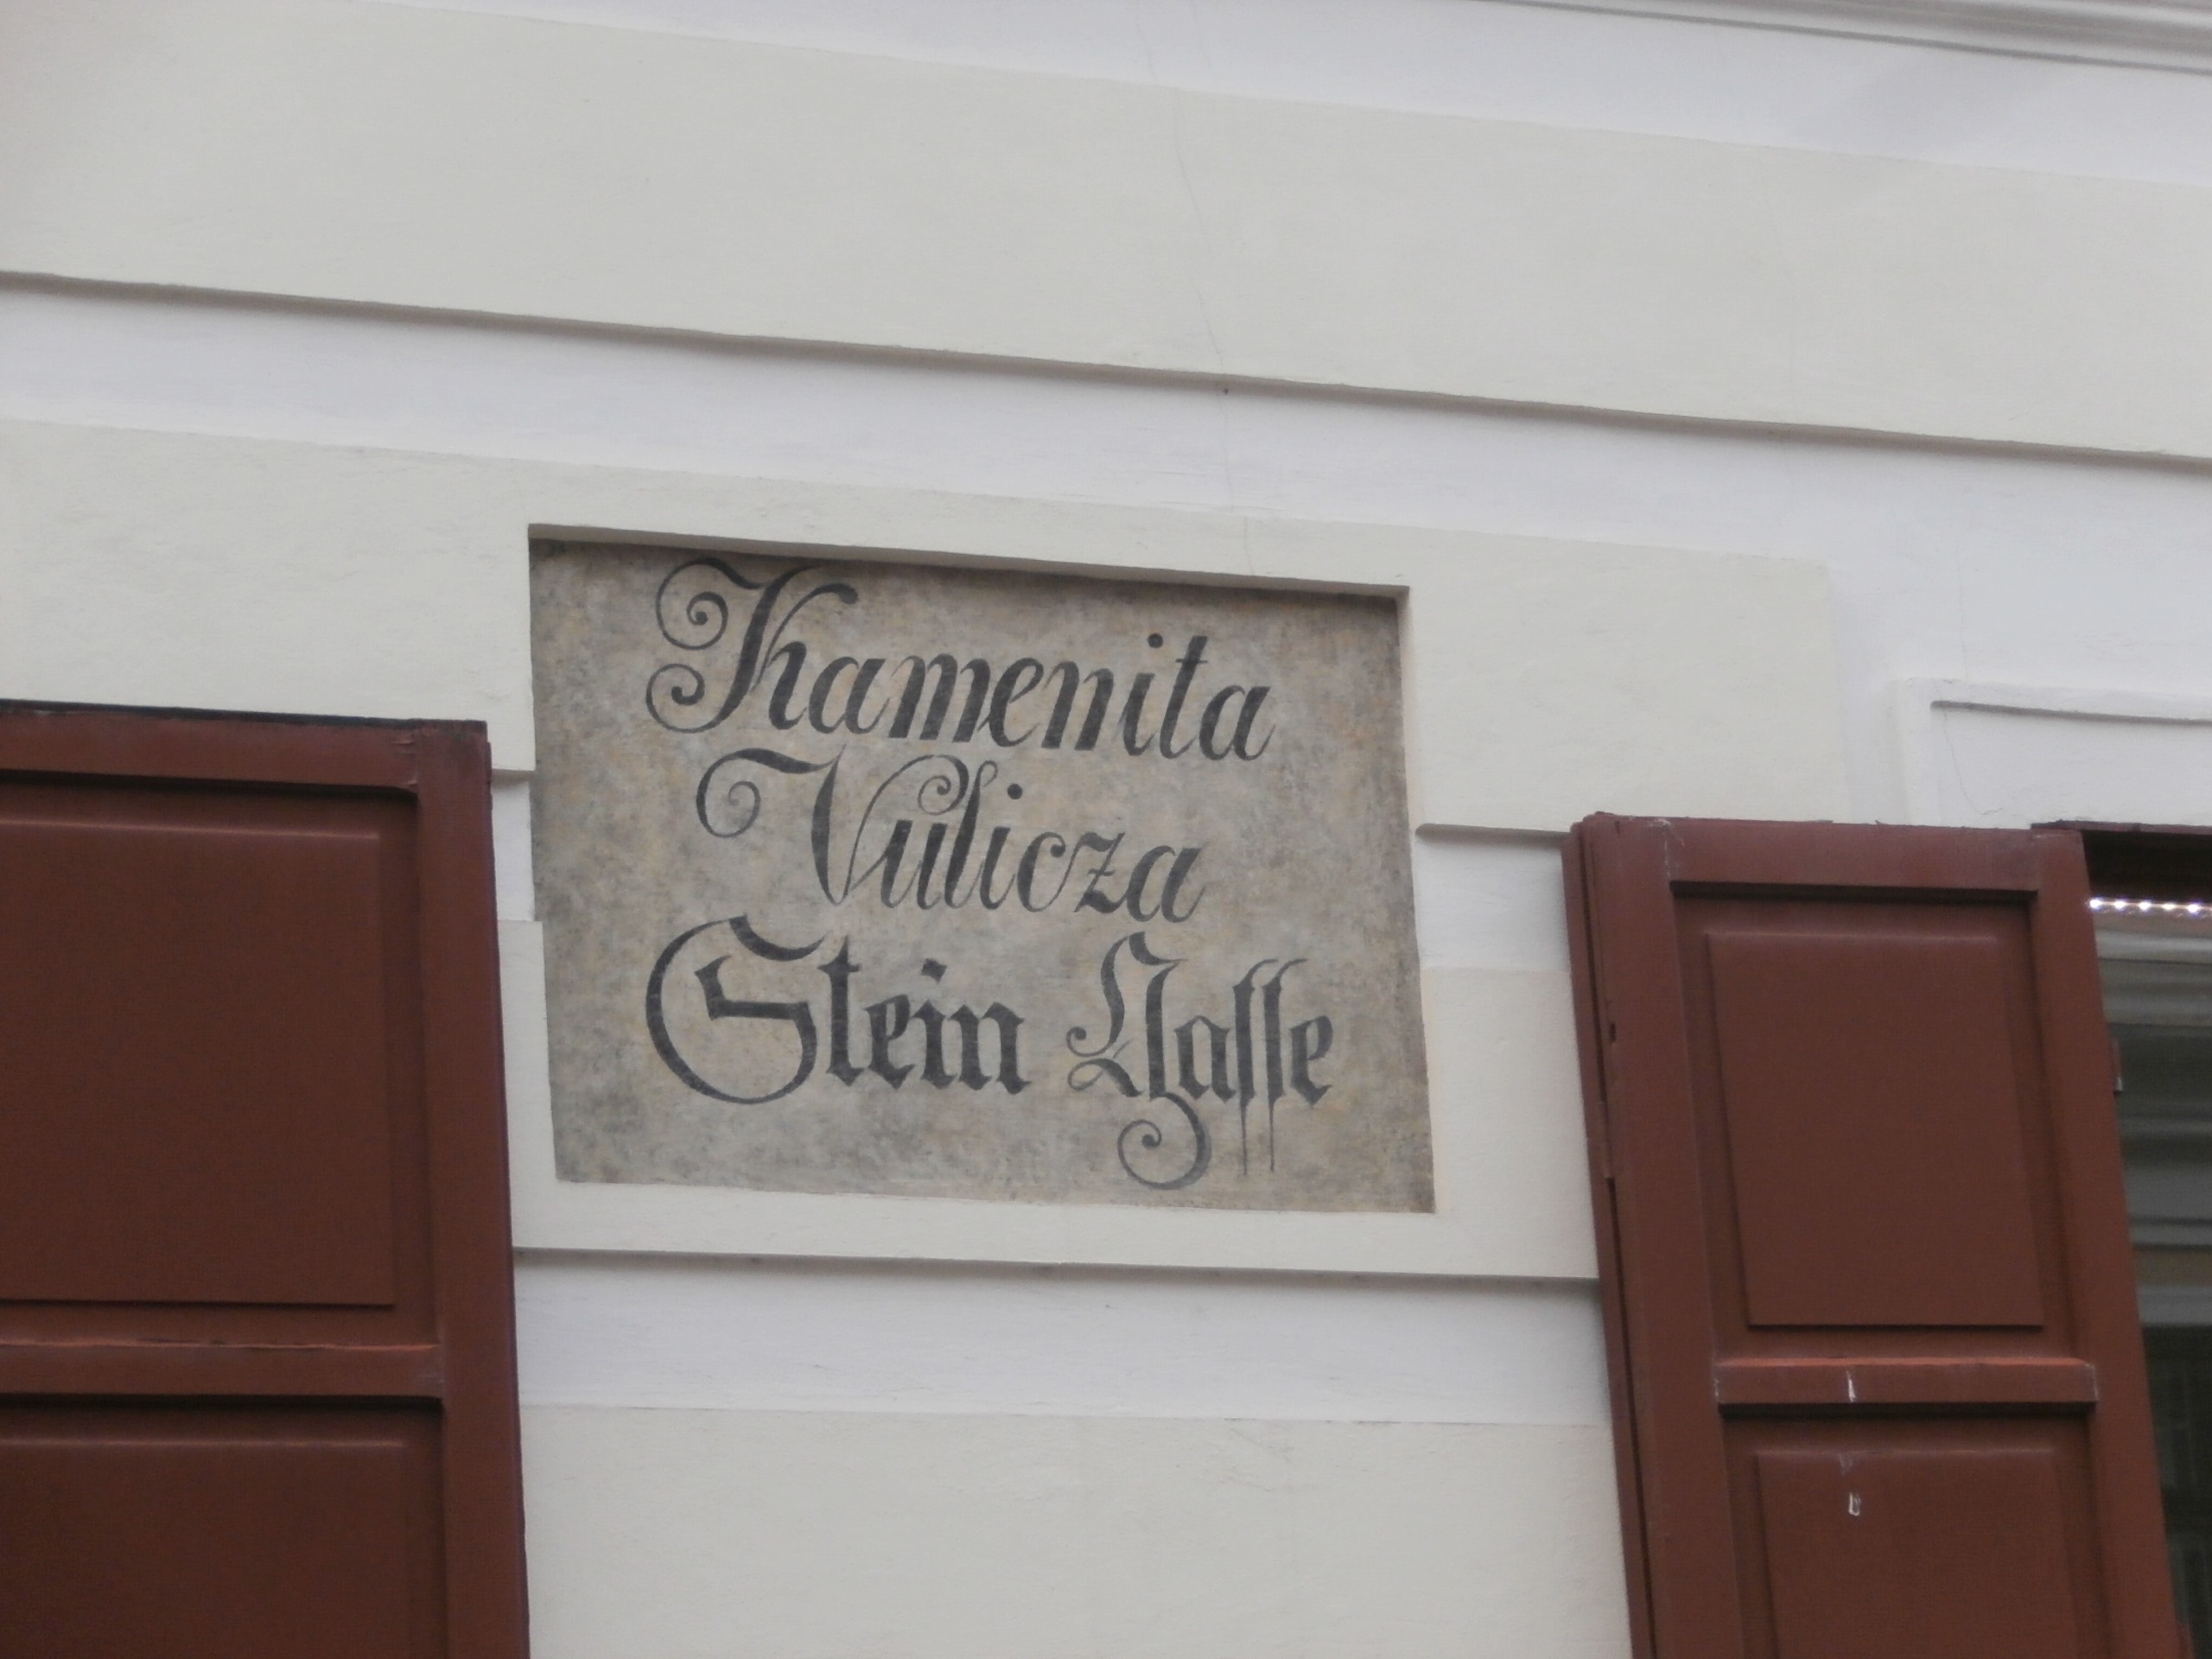 Kamenita
Vulicza
Stein Gasse